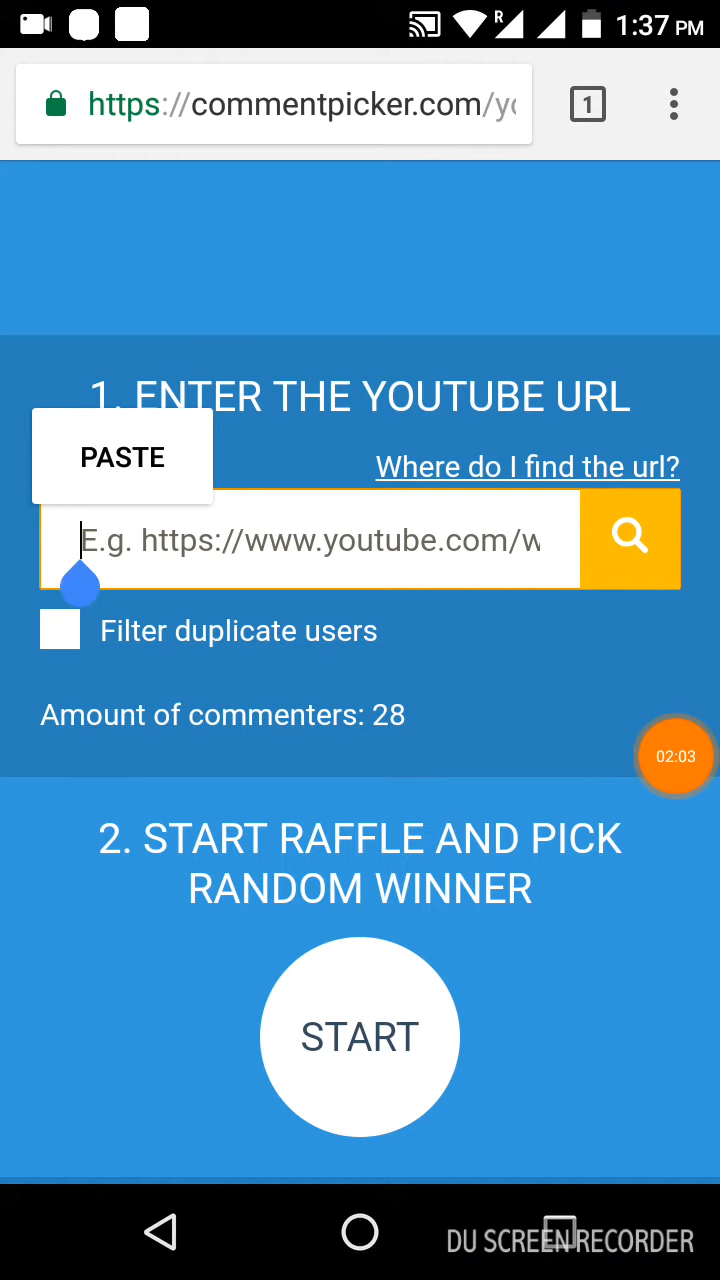 1:37 PM
https://commentpicker.com/yo
1
1. ENTER THE YOUTUBE URL
PASTE
Where do I find the url?
E.g. https://www.youtube.com/w
Filter duplicate users
Amount of commenters: 28
02:03
2. START RAFFLE AND PICK
RANDOM WINNER
START
DU SCREEN RECORDER